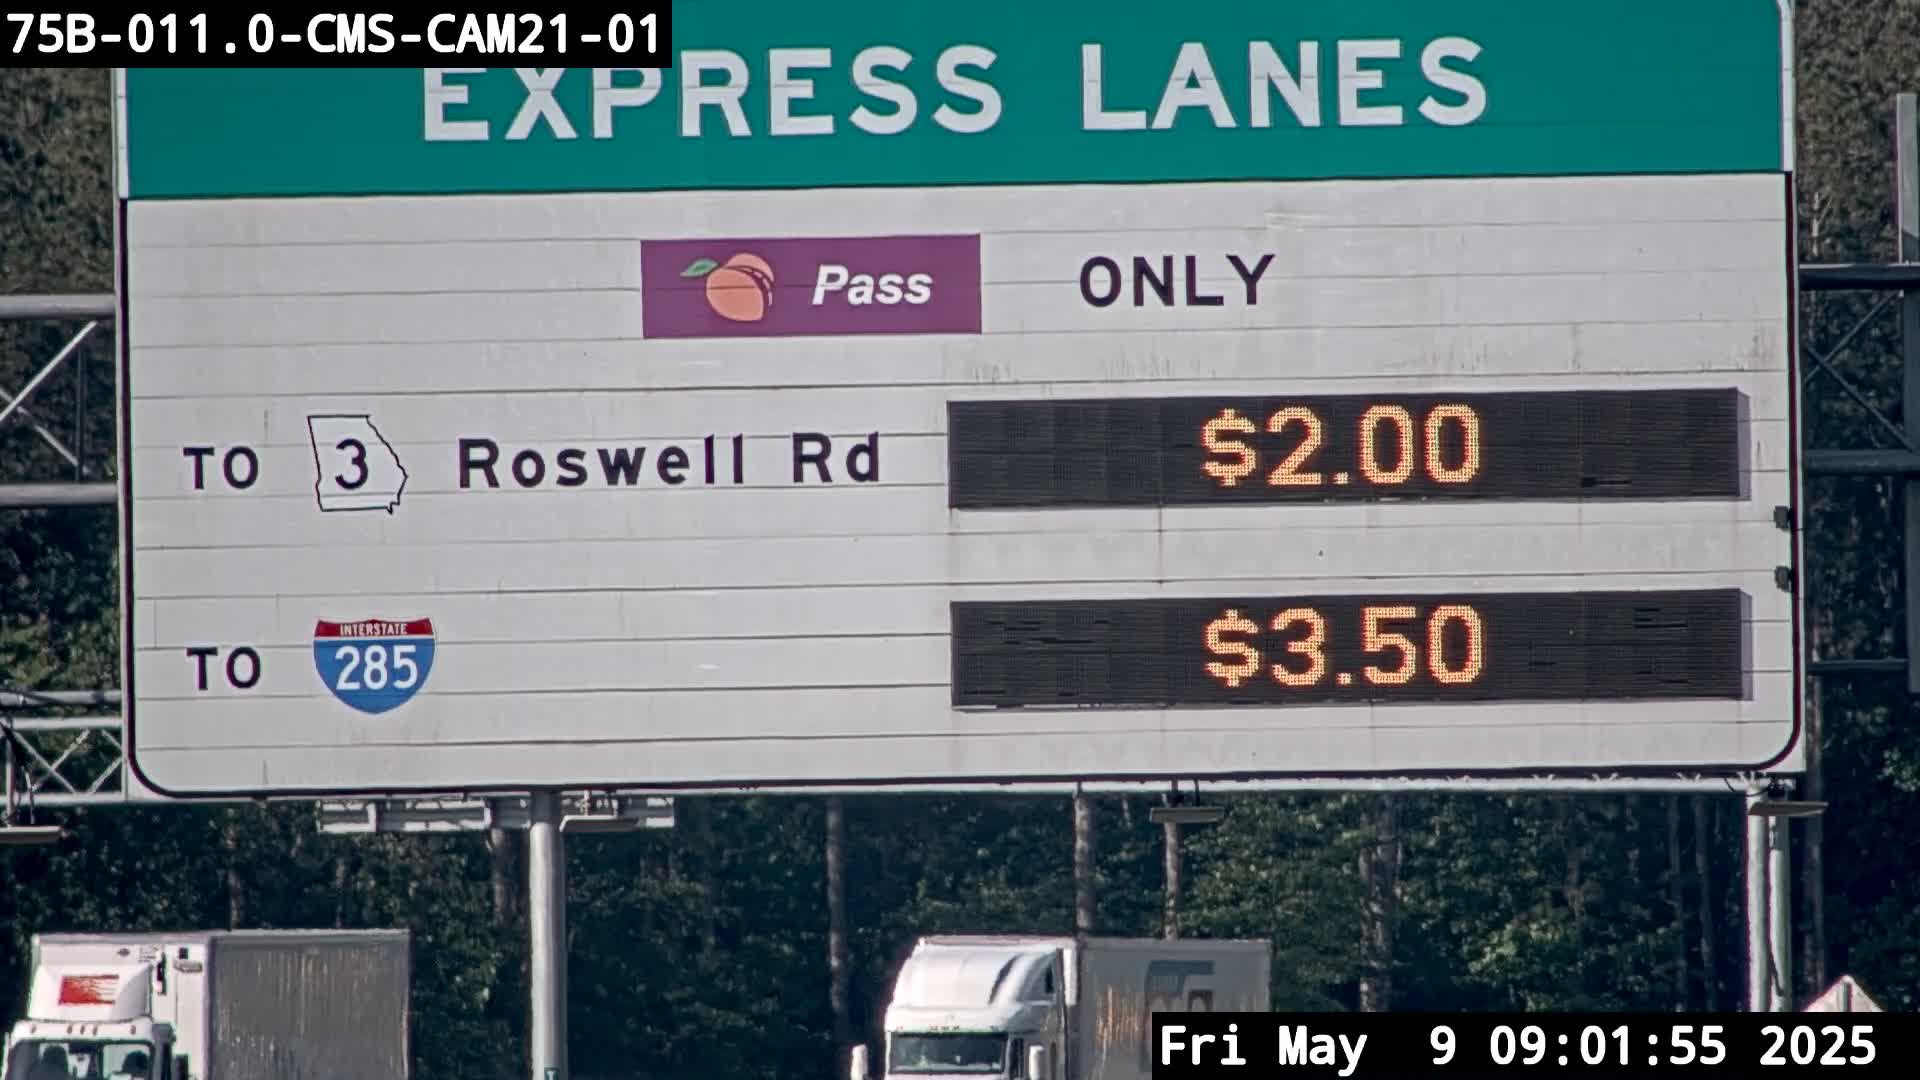 75B-011.0-CMS-CAM21-01
EXPRESS LANES
Pass ONLY
TO 3 Roswell Rd $2.00
INTERSTATE
TO 285 $3.50
Fri May 9 09:01:55 2025